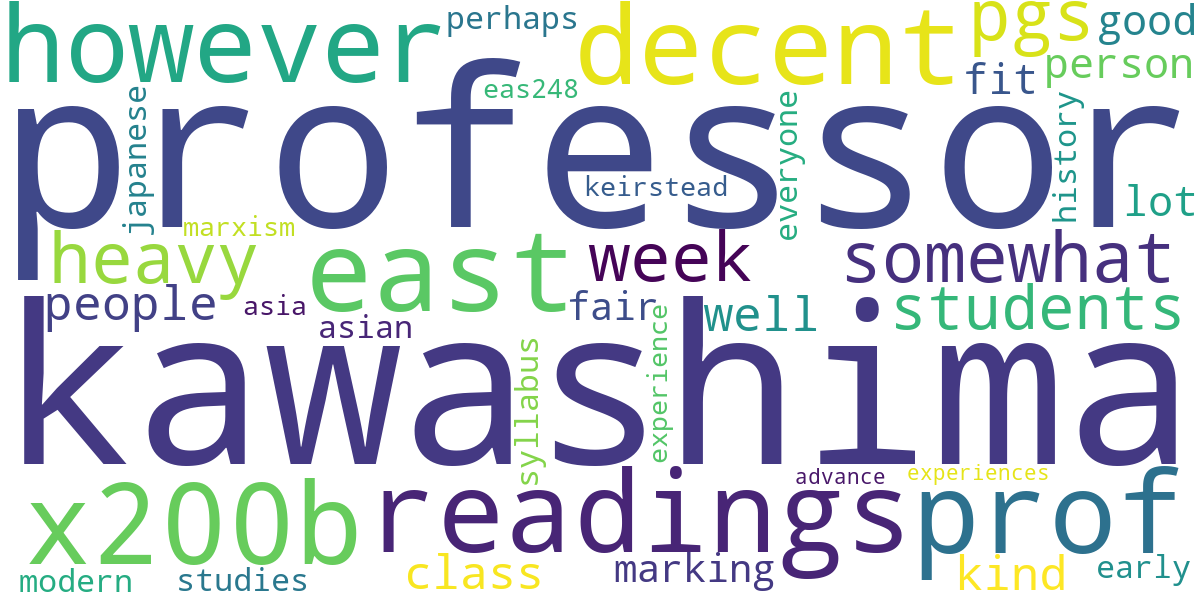 however
perhaps
decent
pgs
good
professor
japanese
eas248
fit
person
everyone
history
keirstead
lot
marxism
heavy
east
week
somewhat
people
asia
asian
fair
well
students
kawashima
syllabus
experience
x200b
readings
advance
experiences
prof
modern
studies
class
marking
kind
early